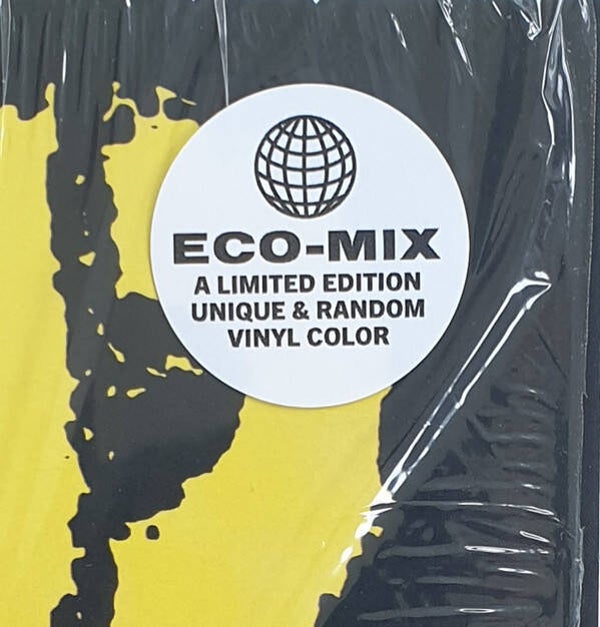 ECO-MIX
A LIMITED EDITION
UNIQUE & RANDOM
VINYL COLOR